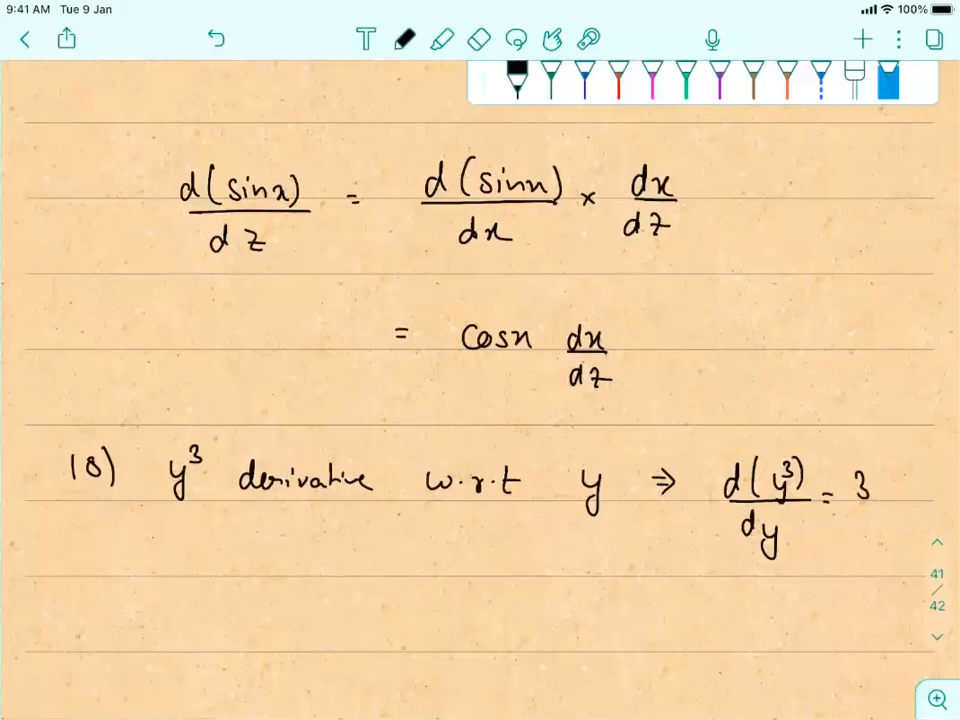 9:41 AM Tue 9 Jan 100%
T
d(sinx)/dz = d(sinx)/dx × dx/dz
= cosx dx/dz
18) y³ derivative w.r.t y ⇒ d(y³)/dy = 3
41
/
42